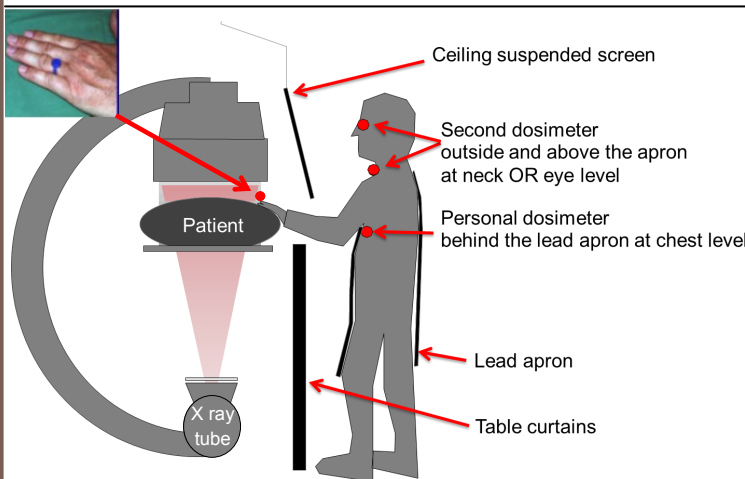 Ceiling suspended screen
Second dosimeter
outside and above the apron
at neck OR eye level
Personal dosimeter
behind the lead apron at chest level
Patient
Lead apron
X ray
tube
Table curtains